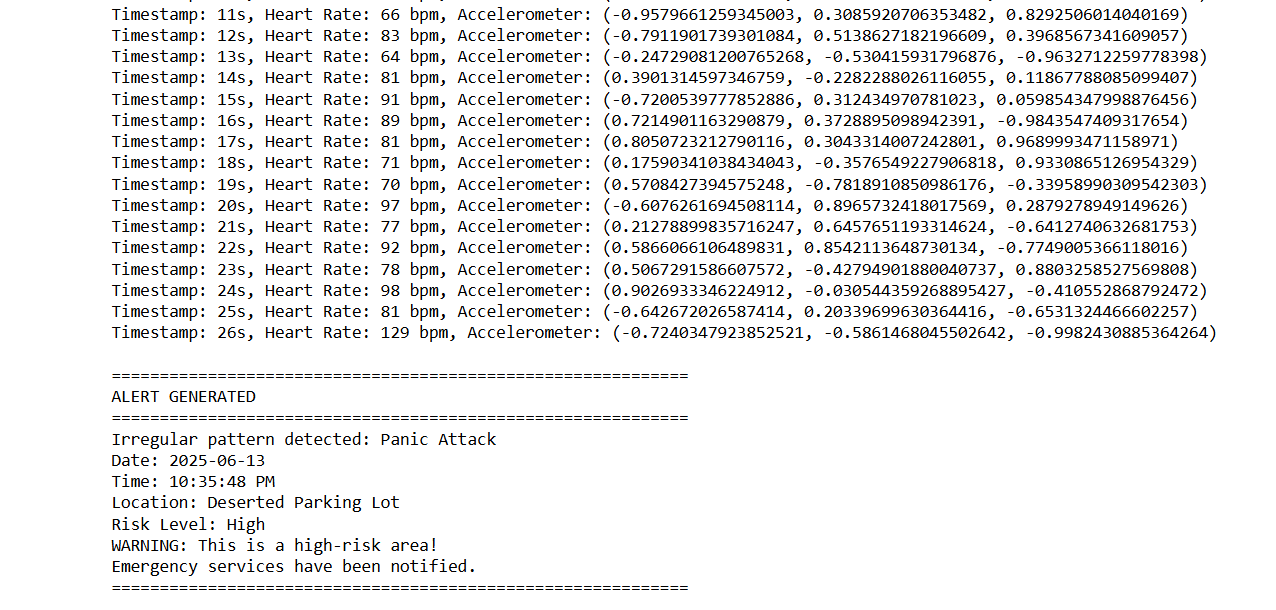 Timestamp: 11s, Heart Rate: 66 bpm, Accelerometer: (-0.9579661259345003, 0.3085920706353482, 0.8292506014040169)
Timestamp: 12s, Heart Rate: 83 bpm, Accelerometer: (-0.7911901739301084, 0.5138627182196609, 0.3968567341609057)
Timestamp: 13s, Heart Rate: 64 bpm, Accelerometer: (-0.24729081200765268, -0.530415931796876, -0.9632712259778398)
Timestamp: 14s, Heart Rate: 81 bpm, Accelerometer: (0.3901314597346759, -0.2282288026116055, 0.11867788085099407)
Timestamp: 15s, Heart Rate: 91 bpm, Accelerometer: (-0.7200539777852886, 0.312434970781023, 0.059854347998876456)
Timestamp: 16s, Heart Rate: 89 bpm, Accelerometer: (0.7214901163290879, 0.3728895098942391, -0.9843547409317654)
Timestamp: 17s, Heart Rate: 81 bpm, Accelerometer: (0.8050723212790116, 0.3043314007242801, 0.9689993471158971)
Timestamp: 18s, Heart Rate: 71 bpm, Accelerometer: (0.17590341038434043, -0.3576549227906818, 0.9330865126954329)
Timestamp: 19s, Heart Rate: 70 bpm, Accelerometer: (0.5708427394575248, -0.7818910850986176, -0.33958990309542303)
Timestamp: 20s, Heart Rate: 97 bpm, Accelerometer: (-0.6076261694508114, 0.8965732418017569, 0.2879278949149626)
Timestamp: 21s, Heart Rate: 77 bpm, Accelerometer: (0.21278899835716247, 0.6457651193314624, -0.6412740632681753)
Timestamp: 22s, Heart Rate: 92 bpm, Accelerometer: (0.5866066106489831, 0.8542113648730134, -0.7749005366118016)
Timestamp: 23s, Heart Rate: 78 bpm, Accelerometer: (0.5067291586607572, -0.42794901880040737, 0.8803258527569808)
Timestamp: 24s, Heart Rate: 98 bpm, Accelerometer: (0.9026933346224912, -0.030544359268895427, -0.410552868792472)
Timestamp: 25s, Heart Rate: 81 bpm, Accelerometer: (-0.642672026587414, 0.20339699630364416, -0.6531324466602257)
Timestamp: 26s, Heart Rate: 129 bpm, Accelerometer: (-0.7240347923852521, -0.5861468045502642, -0.9982430885364264)
============================================================
ALERT GENERATED
============================================================
Irregular pattern detected: Panic Attack
Date: 2025-06-13
Time: 10:35:48 PM
Location: Deserted Parking Lot
Risk Level: High
WARNING: This is a high-risk area!
Emergency services have been notified.
============================================================